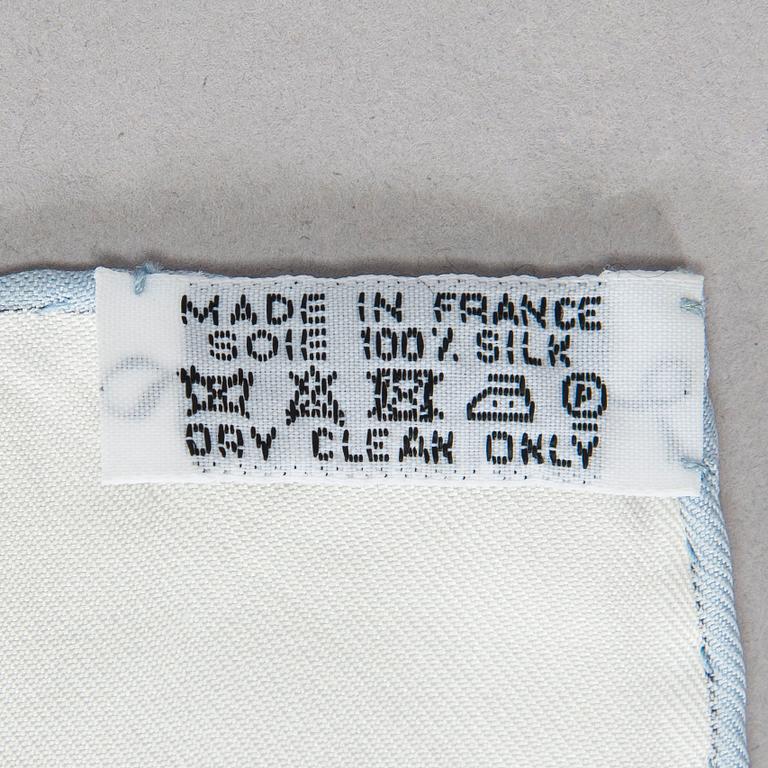 MADE IN FRANCE
SOIE 100% SILK
P
DRY CLEAN ONLY